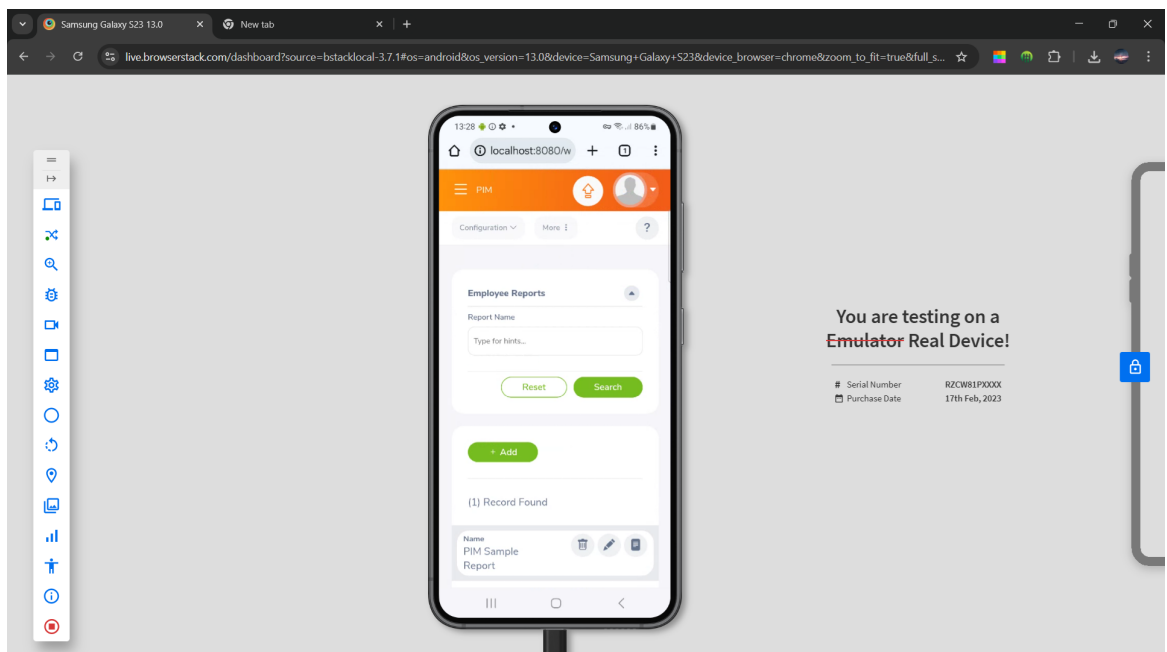 Samsung Galaxy S23 13.0
New tab
live.browserstack.com/dashboard?source=bstacklocal-3.7.1#os=android&os_version=13.0&device=Samsung+Galaxy+S23&device_browser=chrome&zoom_to_fit=true&full_s...
13:28
86%
localhost:8080/w
1
PIM
Configuration
More
?
Employee Reports
Report Name
Type for hints...
Reset
Search
+ Add
(1) Record Found
Name
PIM Sample
Report
You are testing on a
Emulator Real Device!
# Serial Number RZCW81PXXXX
Purchase Date 17th Feb, 2023